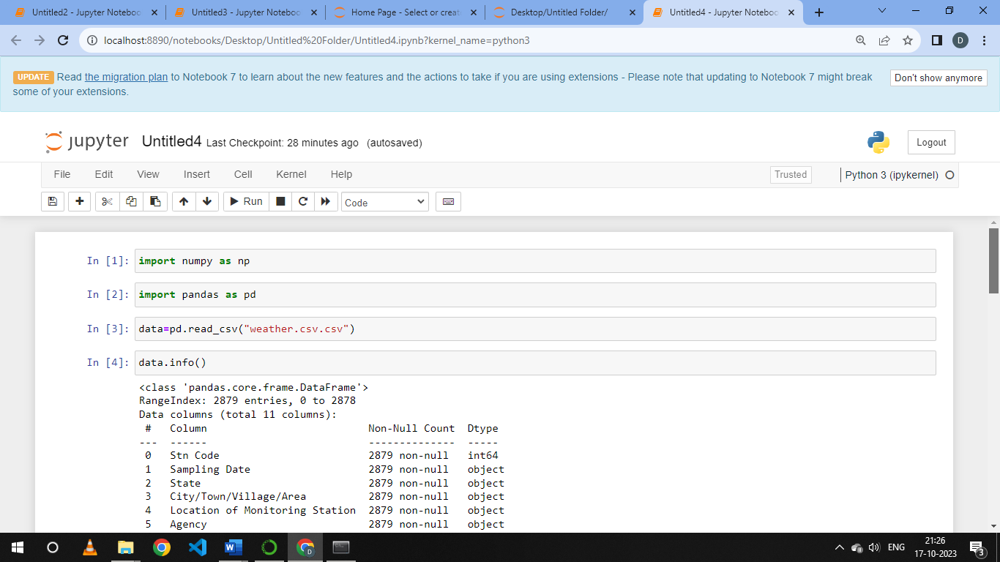 Untitled2 - Jupyter Noteboo
Untitled3 - Jupyter Noteboo
Home Page - Select or creat
Desktop/Untitled Folder/
Untitled4 - Jupyter Noteboo
localhost:8890/notebooks/Desktop/Untitled%20Folder/Untitled4.ipynb?kernel_name=python3
D
UPDATE Read the migration plan to Notebook 7 to learn about the new features and the actions to take if you are using extensions - Please note that updating to Notebook 7 might break
some of your extensions.
Don't show anymore
jupyter Untitled4 Last Checkpoint: 28 minutes ago (autosaved)
Logout
File Edit View Insert Cell Kernel Help
Trusted
Python 3 (ipykernel)
Run
Code
In [1]: import numpy as np
In [2]: import pandas as pd
In [3]: data=pd.read_csv("weather.csv.csv")
In [4]: data.info()
<class 'pandas.core.frame.DataFrame'>
RangeIndex: 2879 entries, 0 to 2878
Data columns (total 11 columns):
# Column Non-Null Count Dtype
--- ------ -------------- -----
0 Stn Code 2879 non-null int64
1 Sampling Date 2879 non-null object
2 State 2879 non-null object
3 City/Town/Village/Area 2879 non-null object
4 Location of Monitoring Station 2879 non-null object
5 Agency 2879 non-null object
W
D
ENG
21:26
17-10-2023
3